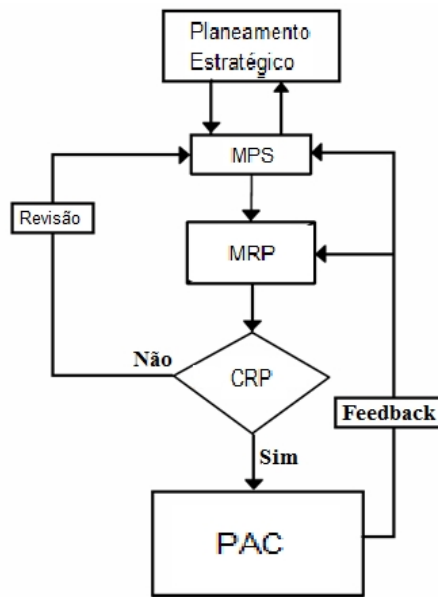 Planeamento
Estratégico
MPS
Revisão
MRP
Não
CRP
Feedback
Sim
PAC